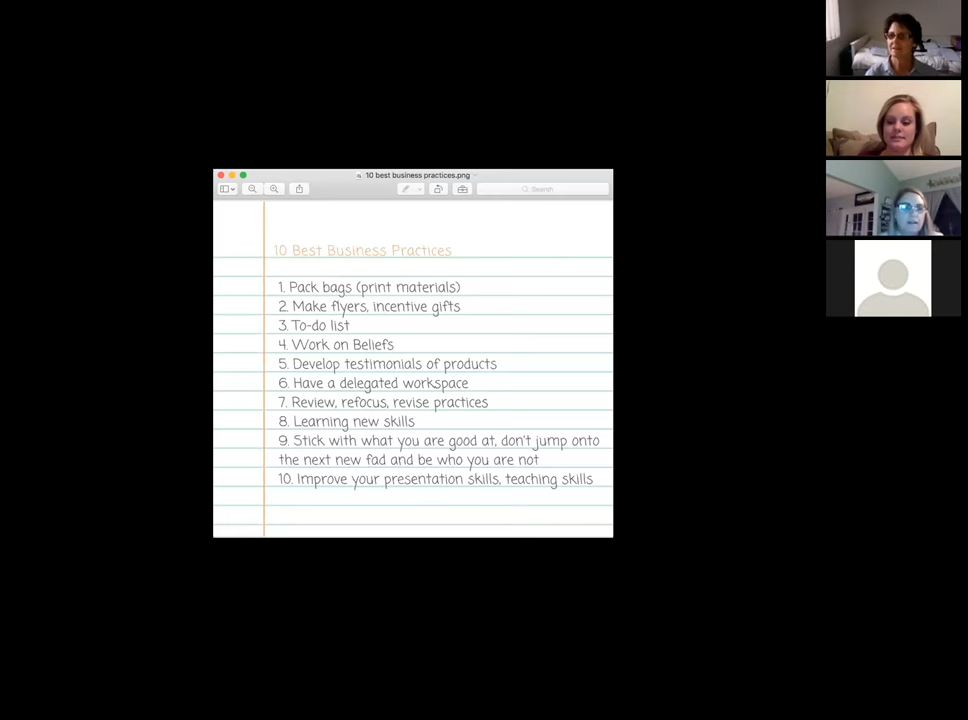 10 best business practices.png
Search
10 Best Business Practices
1. Pack bags (print materials)
2. Make flyers, incentive gifts
3. To-do list
4. Work on Beliefs
5. Develop testimonials of products
6. Have a delegated workspace
7. Review, refocus, revise practices
8. Learning new skills
9. Stick with what you are good at, don't jump onto
the next new fad and be who you are not
10. Improve your presentation skills, teaching skills